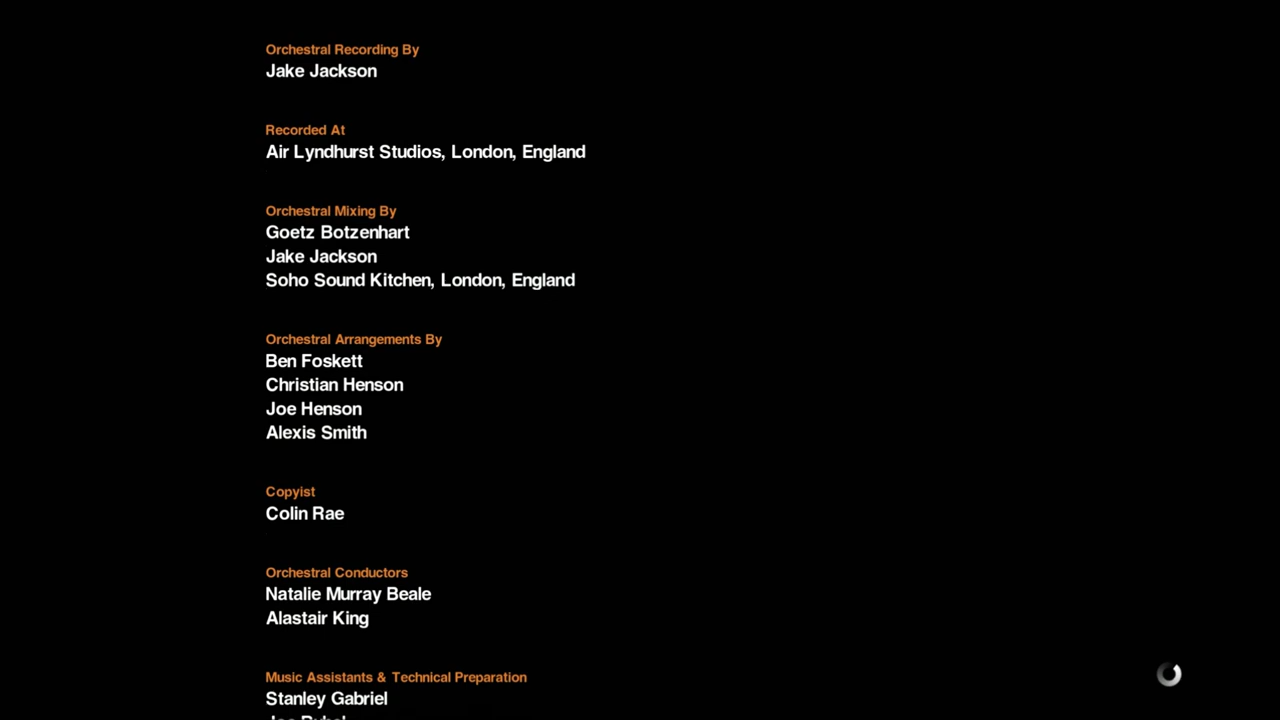 Orchestral Recording By
Jake Jackson
Recorded At
Air Lyndhurst Studios, London, England
Orchestral Mixing By
Goetz Botzenhart
Jake Jackson
Soho Sound Kitchen, London, England
Orchestral Arrangements By
Ben Foskett
Christian Henson
Joe Henson
Alexis Smith
Copyist
Colin Rae
Orchestral Conductors
Natalie Murray Beale
Alastair King
Music Assistants & Technical Preparation
Stanley Gabriel